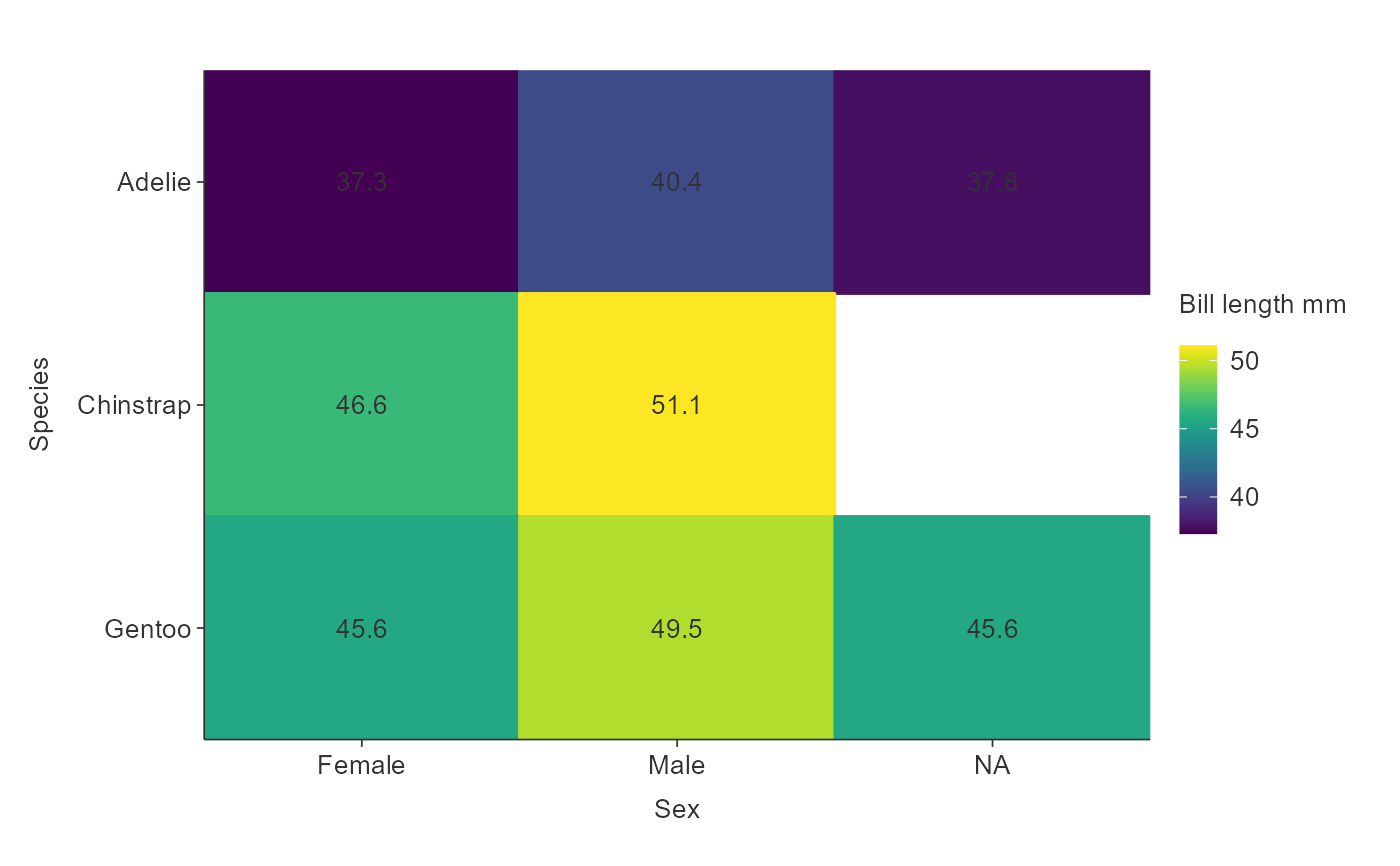 Adelie 37.3 40.4 37.8
Bill length mm
50
Species
Chinstrap 46.6 51.1
45
40
Gentoo 45.6 49.5 45.6
Female Male NA
Sex